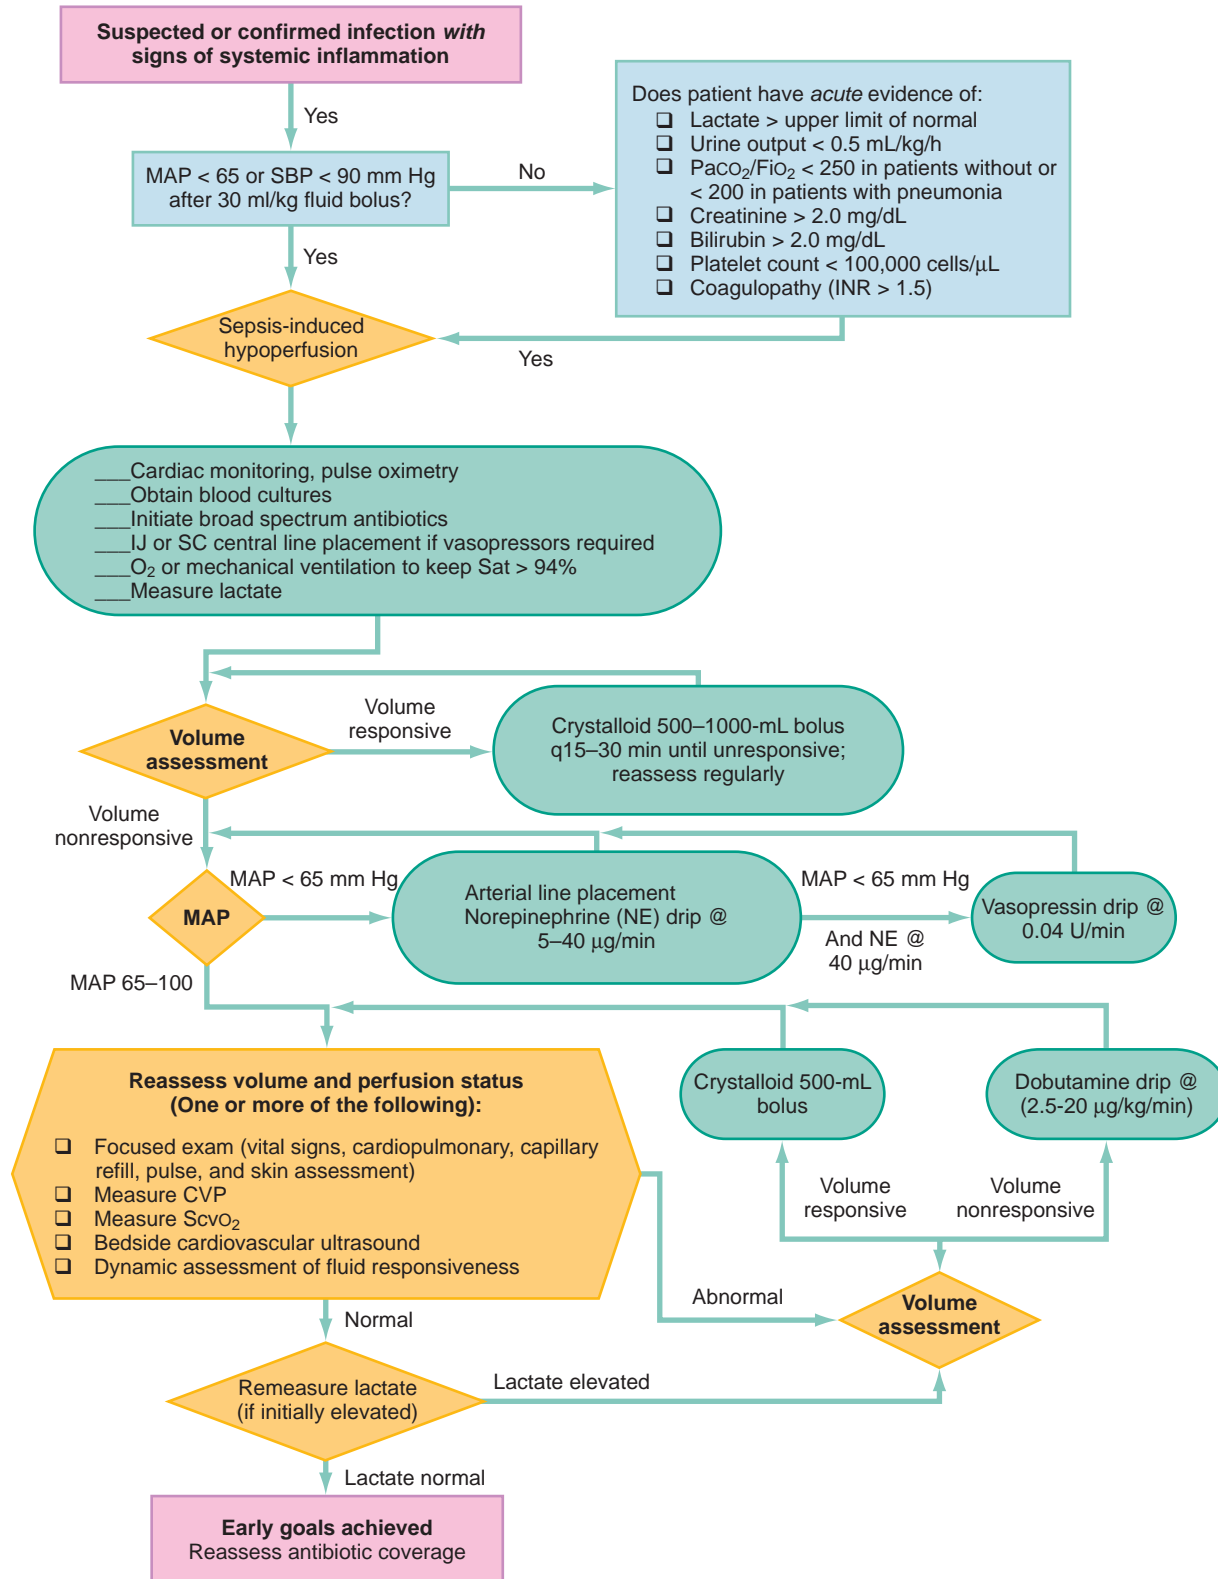 Suspected or confirmed infection with
signs of systemic inflammation
Yes
MAP < 65 or SBP < 90 mm Hg
after 30 ml/kg fluid bolus?
No
Does patient have acute evidence of:
❑ Lactate > upper limit of normal
❑ Urine output < 0.5 mL/kg/h
❑ PaCO₂/FiO₂ < 250 in patients without or
< 200 in patients with pneumonia
❑ Creatinine > 2.0 mg/dL
❑ Bilirubin > 2.0 mg/dL
❑ Platelet count < 100,000 cells/μL
❑ Coagulopathy (INR > 1.5)
Yes
Yes
Sepsis-induced
hypoperfusion
___Cardiac monitoring, pulse oximetry
___Obtain blood cultures
___Initiate broad spectrum antibiotics
___IJ or SC central line placement if vasopressors required
___O₂ or mechanical ventilation to keep Sat > 94%
___Measure lactate
Volume
assessment
Volume
responsive
Crystalloid 500–1000-mL bolus
q15–30 min until unresponsive;
reassess regularly
Volume
nonresponsive
MAP
MAP < 65 mm Hg
Arterial line placement
Norepinephrine (NE) drip @
5–40 μg/min
MAP < 65 mm Hg
And NE @
40 μg/min
Vasopressin drip @
0.04 U/min
MAP 65–100
Reassess volume and perfusion status
(One or more of the following):
❑ Focused exam (vital signs, cardiopulmonary, capillary
refill, pulse, and skin assessment)
❑ Measure CVP
❑ Measure ScvO₂
❑ Bedside cardiovascular ultrasound
❑ Dynamic assessment of fluid responsiveness
Crystalloid 500-mL
bolus
Dobutamine drip @
(2.5-20 μg/kg/min)
Volume
responsive
Volume
nonresponsive
Abnormal
Volume
assessment
Normal
Remeasure lactate
(if initially elevated)
Lactate elevated
Lactate normal
Early goals achieved
Reassess antibiotic coverage